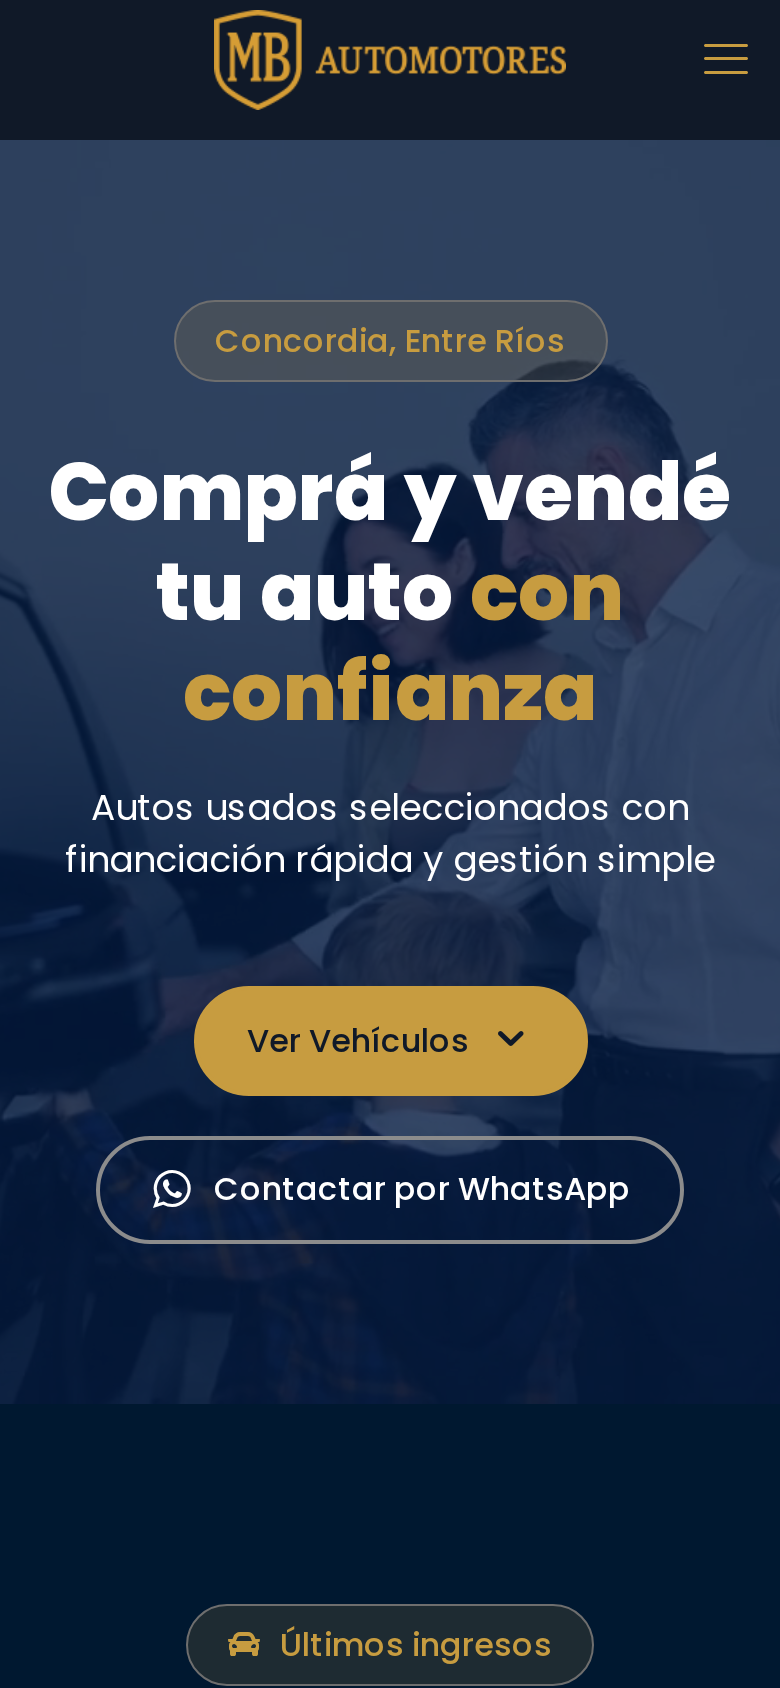 MB AUTOMOTORES
Concordia, Entre Ríos
Comprá y vendé
tu auto con
confianza
Autos usados seleccionados con
financiación rápida y gestión simple
Ver Vehículos
Contactar por WhatsApp
Últimos ingresos